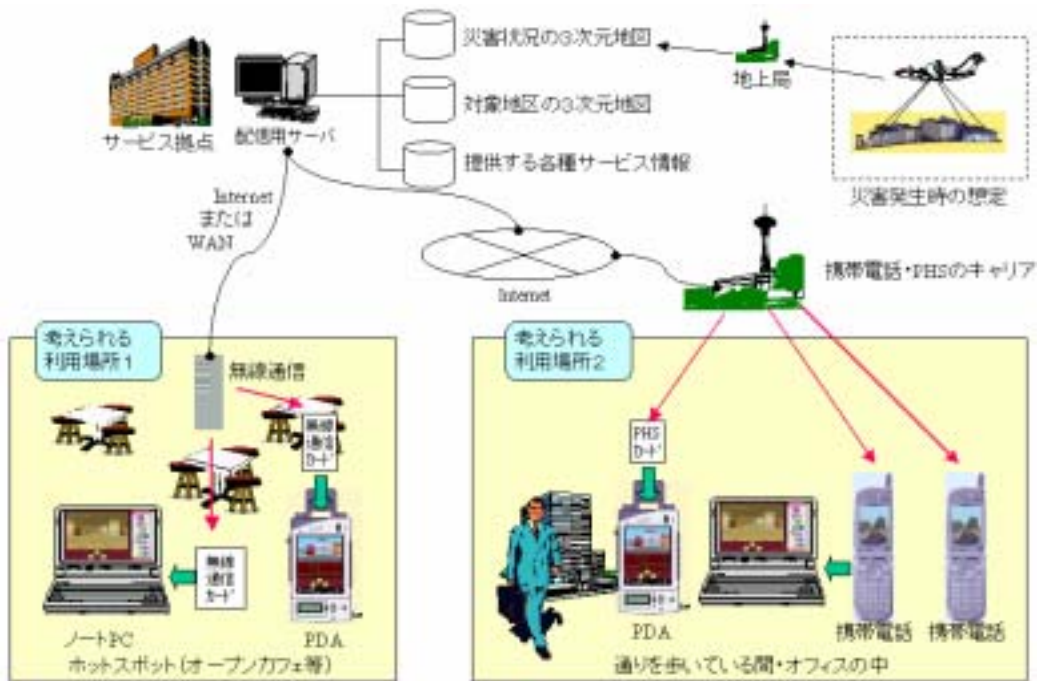 災害状況の3次元地図
地上局
サービス拠点
配信用サーバ
対象地区の3次元地図
提供する各種サービス情報
災害発生時の想定
Internet
または
WAN
Internet
携帯電話・PHSのキャリア
考えられる
利用場所1
無線通信
無線
通信
カード
無線
通信
カード
ノートPC
PDA
ホットスポット(オープンカフェ等)
考えられる
利用場所2
PHS
カード
PDA
携帯電話
携帯電話
通りを歩いている間・オフィスの中